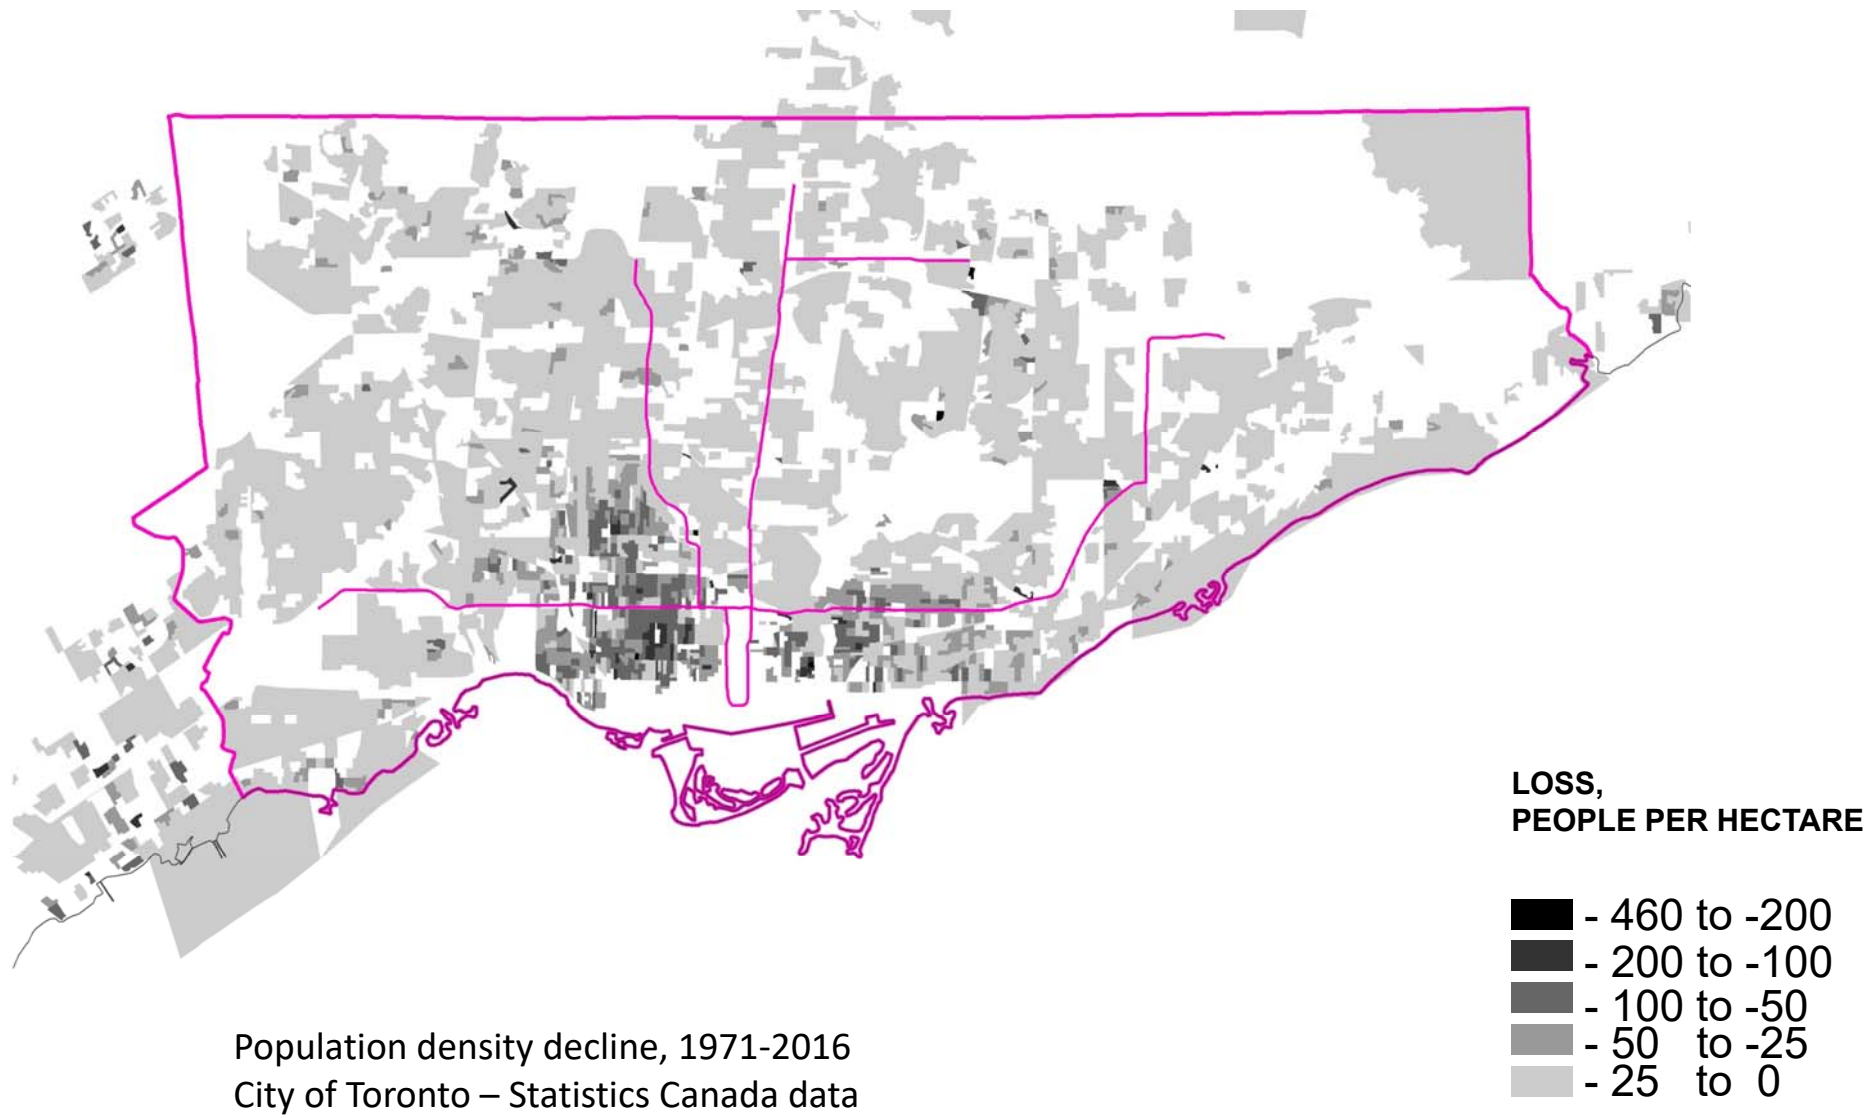 LOSS,
PEOPLE PER HECTARE
- 460 to -200
- 200 to -100
- 100 to -50
- 50 to -25
- 25 to 0
Population density decline, 1971-2016
City of Toronto – Statistics Canada data